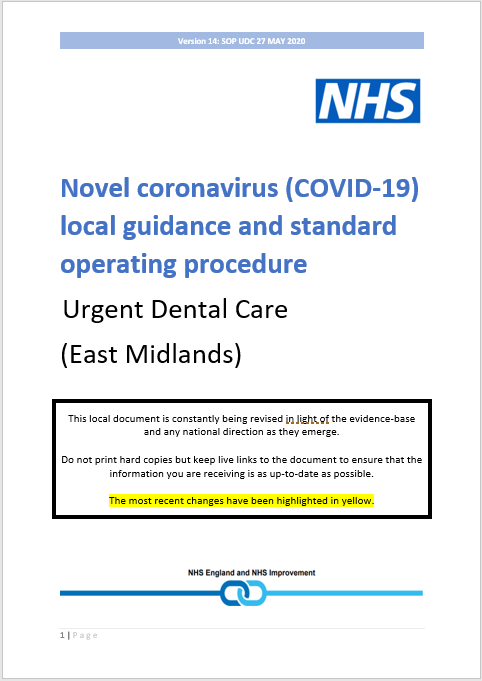 Version 14: SOP UDC 27 MAY 2020
NHS
Novel coronavirus (COVID-19)
local guidance and standard
operating procedure
Urgent Dental Care
(East Midlands)
This local document is constantly being revised in light of the evidence-base
and any national direction as they emerge.
Do not print hard copies but keep live links to the document to ensure that the
information you are receiving is as up-to-date as possible.
The most recent changes have been highlighted in yellow.
NHS England and NHS Improvement
1 | Page